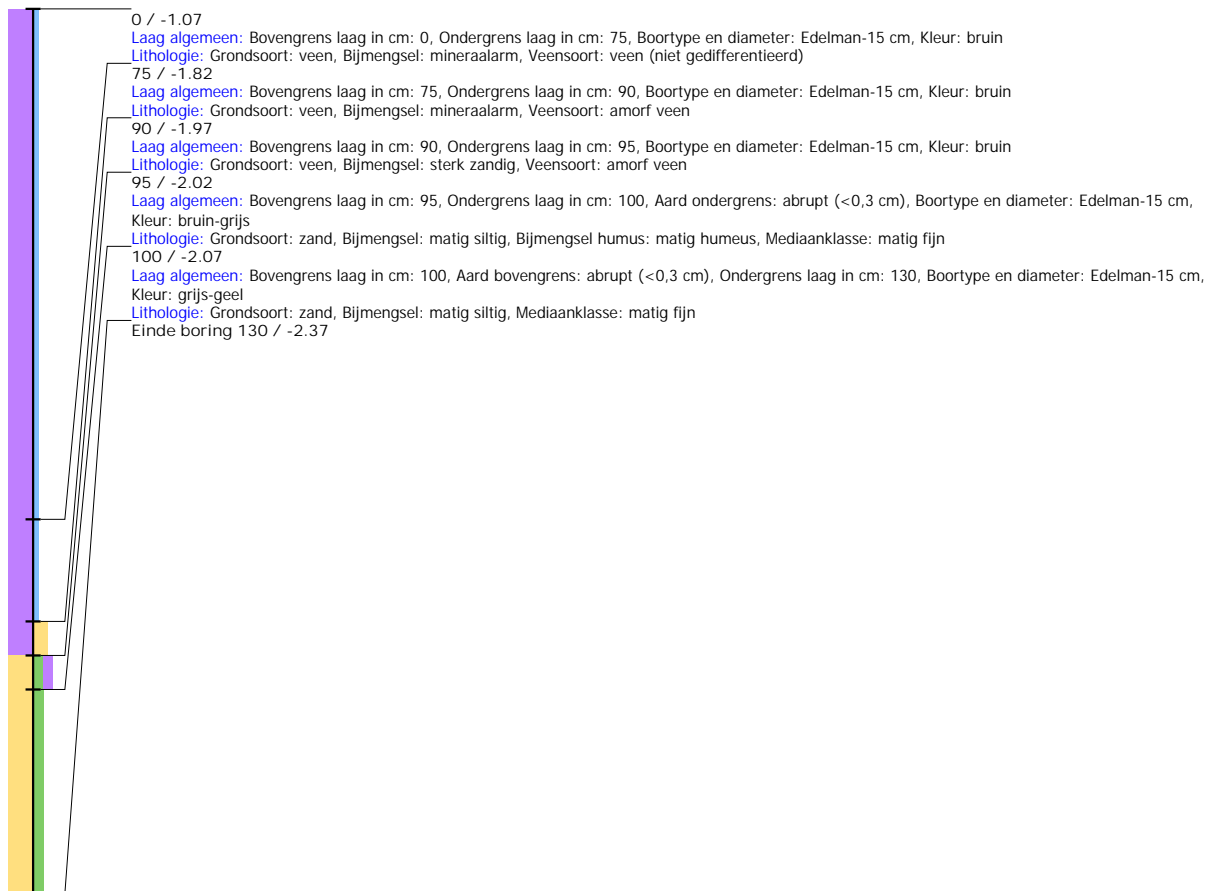 0 / -1.07
Laag algemeen: Bovengrens laag in cm: 0, Ondergrens laag in cm: 75, Boortype en diameter: Edelman-15 cm, Kleur: bruin
Lithologie: Grondsoort: veen, Bijmengsel: mineraalarm, Veensoort: veen (niet gedifferentieerd)
75 / -1.82
Laag algemeen: Bovengrens laag in cm: 75, Ondergrens laag in cm: 90, Boortype en diameter: Edelman-15 cm, Kleur: bruin
Lithologie: Grondsoort: veen, Bijmengsel: mineraalarm, Veensoort: amorf veen
90 / -1.97
Laag algemeen: Bovengrens laag in cm: 90, Ondergrens laag in cm: 95, Boortype en diameter: Edelman-15 cm, Kleur: bruin
Lithologie: Grondsoort: veen, Bijmengsel: sterk zandig, Veensoort: amorf veen
95 / -2.02
Laag algemeen: Bovengrens laag in cm: 95, Ondergrens laag in cm: 100, Aard ondergrens: abrupt (<0,3 cm), Boortype en diameter: Edelman-15 cm,
Kleur: bruin-grijs
Lithologie: Grondsoort: zand, Bijmengsel: matig siltig, Bijmengsel humus: matig humeus, Mediaanklasse: matig fijn
100 / -2.07
Laag algemeen: Bovengrens laag in cm: 100, Aard bovengrens: abrupt (<0,3 cm), Ondergrens laag in cm: 130, Boortype en diameter: Edelman-15 cm,
Kleur: grijs-geel
Lithologie: Grondsoort: zand, Bijmengsel: matig siltig, Mediaanklasse: matig fijn
Einde boring 130 / -2.37